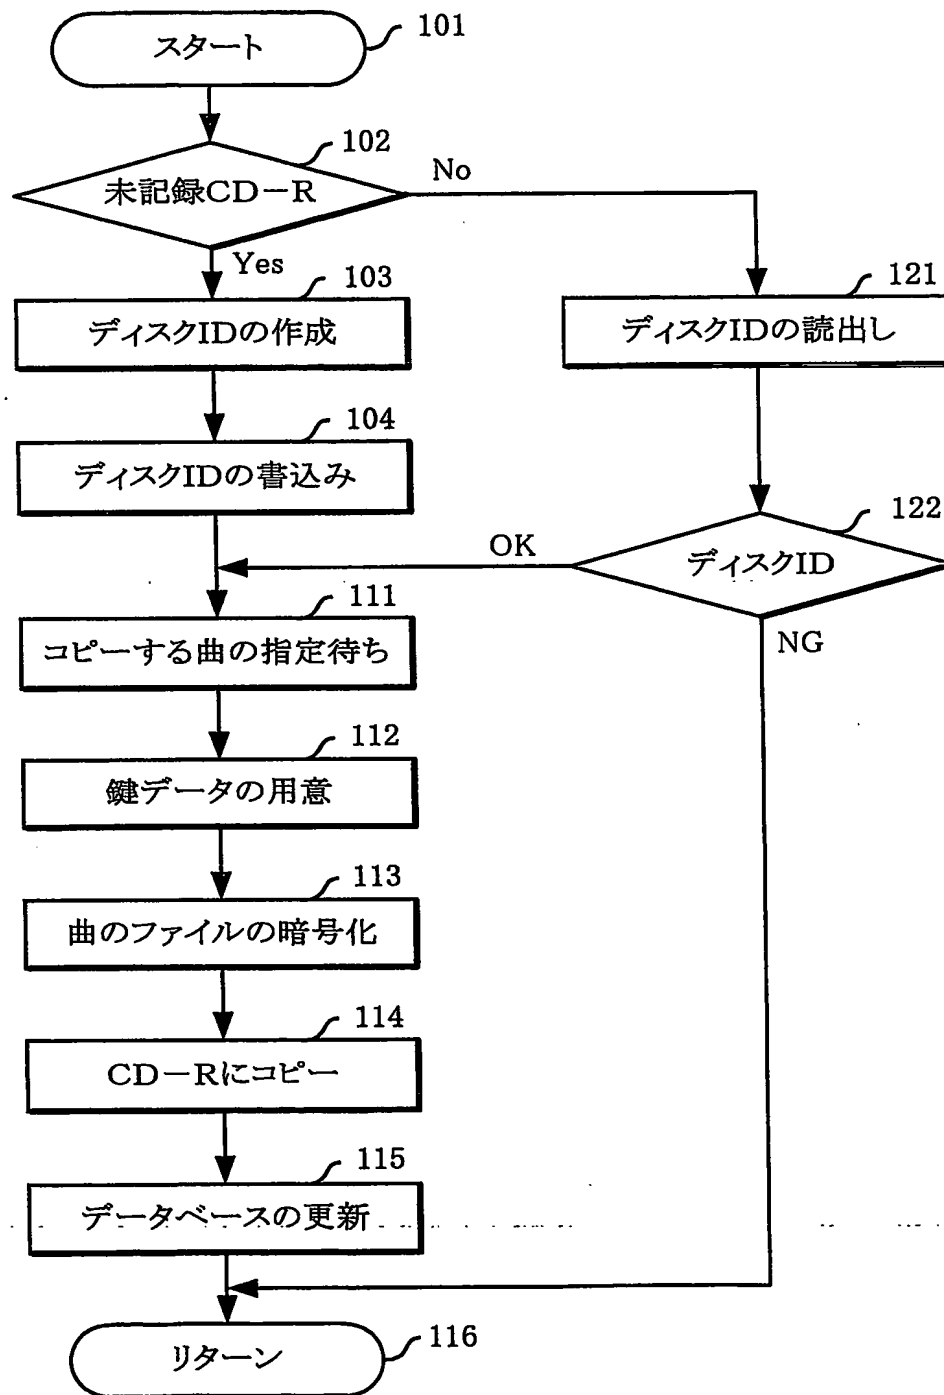 スタート
101
未記録CD－R
102
No
Yes
ディスクIDの作成
103
ディスクIDの読出し
121
ディスクIDの書込み
104
ディスクID
122
OK
NG
コピーする曲の指定待ち
111
鍵データの用意
112
曲のファイルの暗号化
113
CD－Rにコピー
114
データベースの更新
115
リターン
116